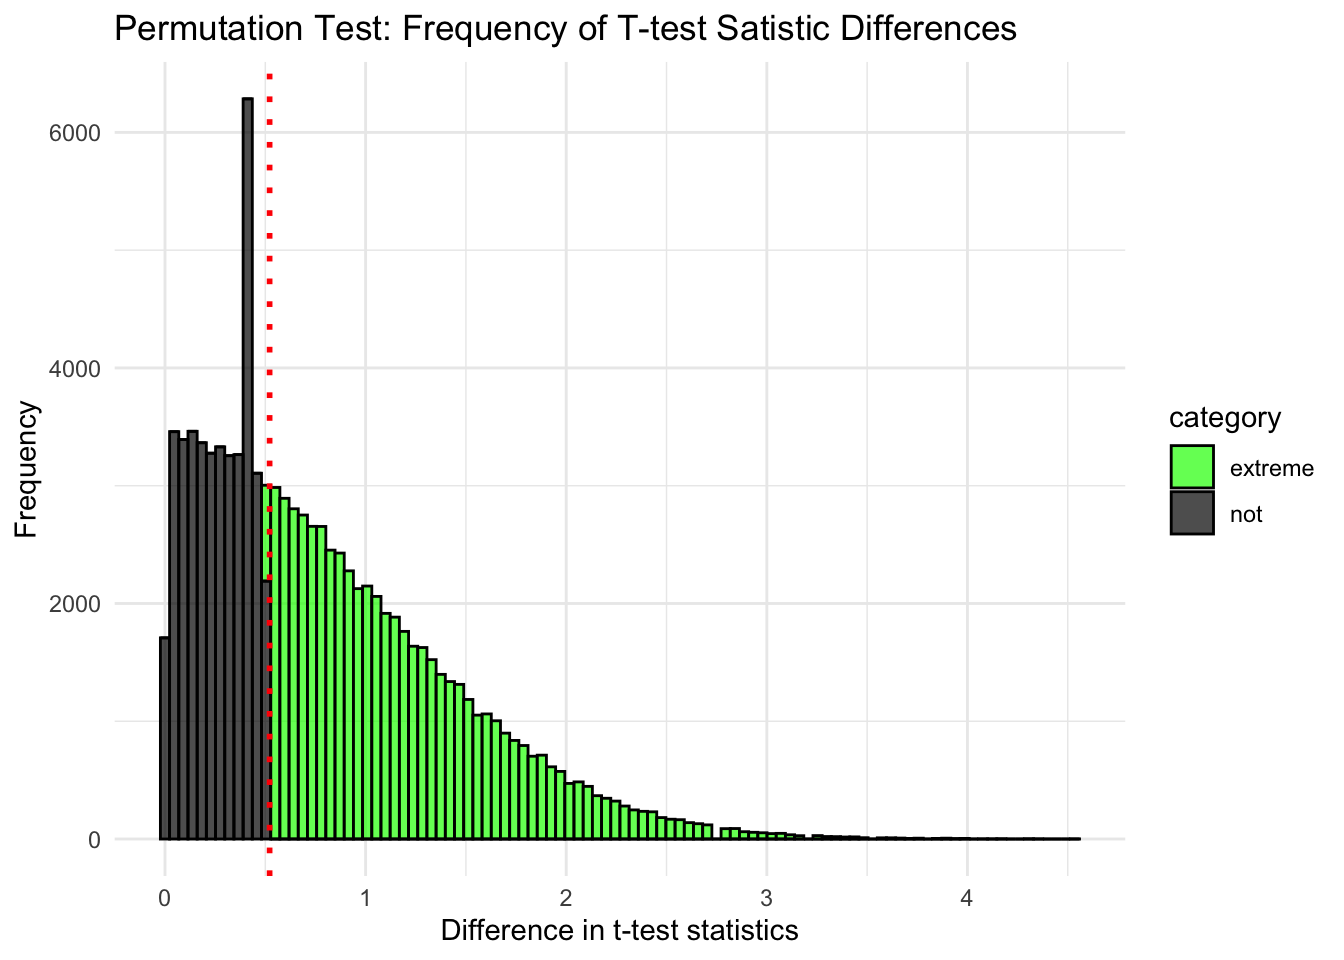 Permutation Test: Frequency of T-test Satistic Differences
6000
4000
2000
0
Frequency
0 1 2 3 4
Difference in t-test statistics
category
extreme
not